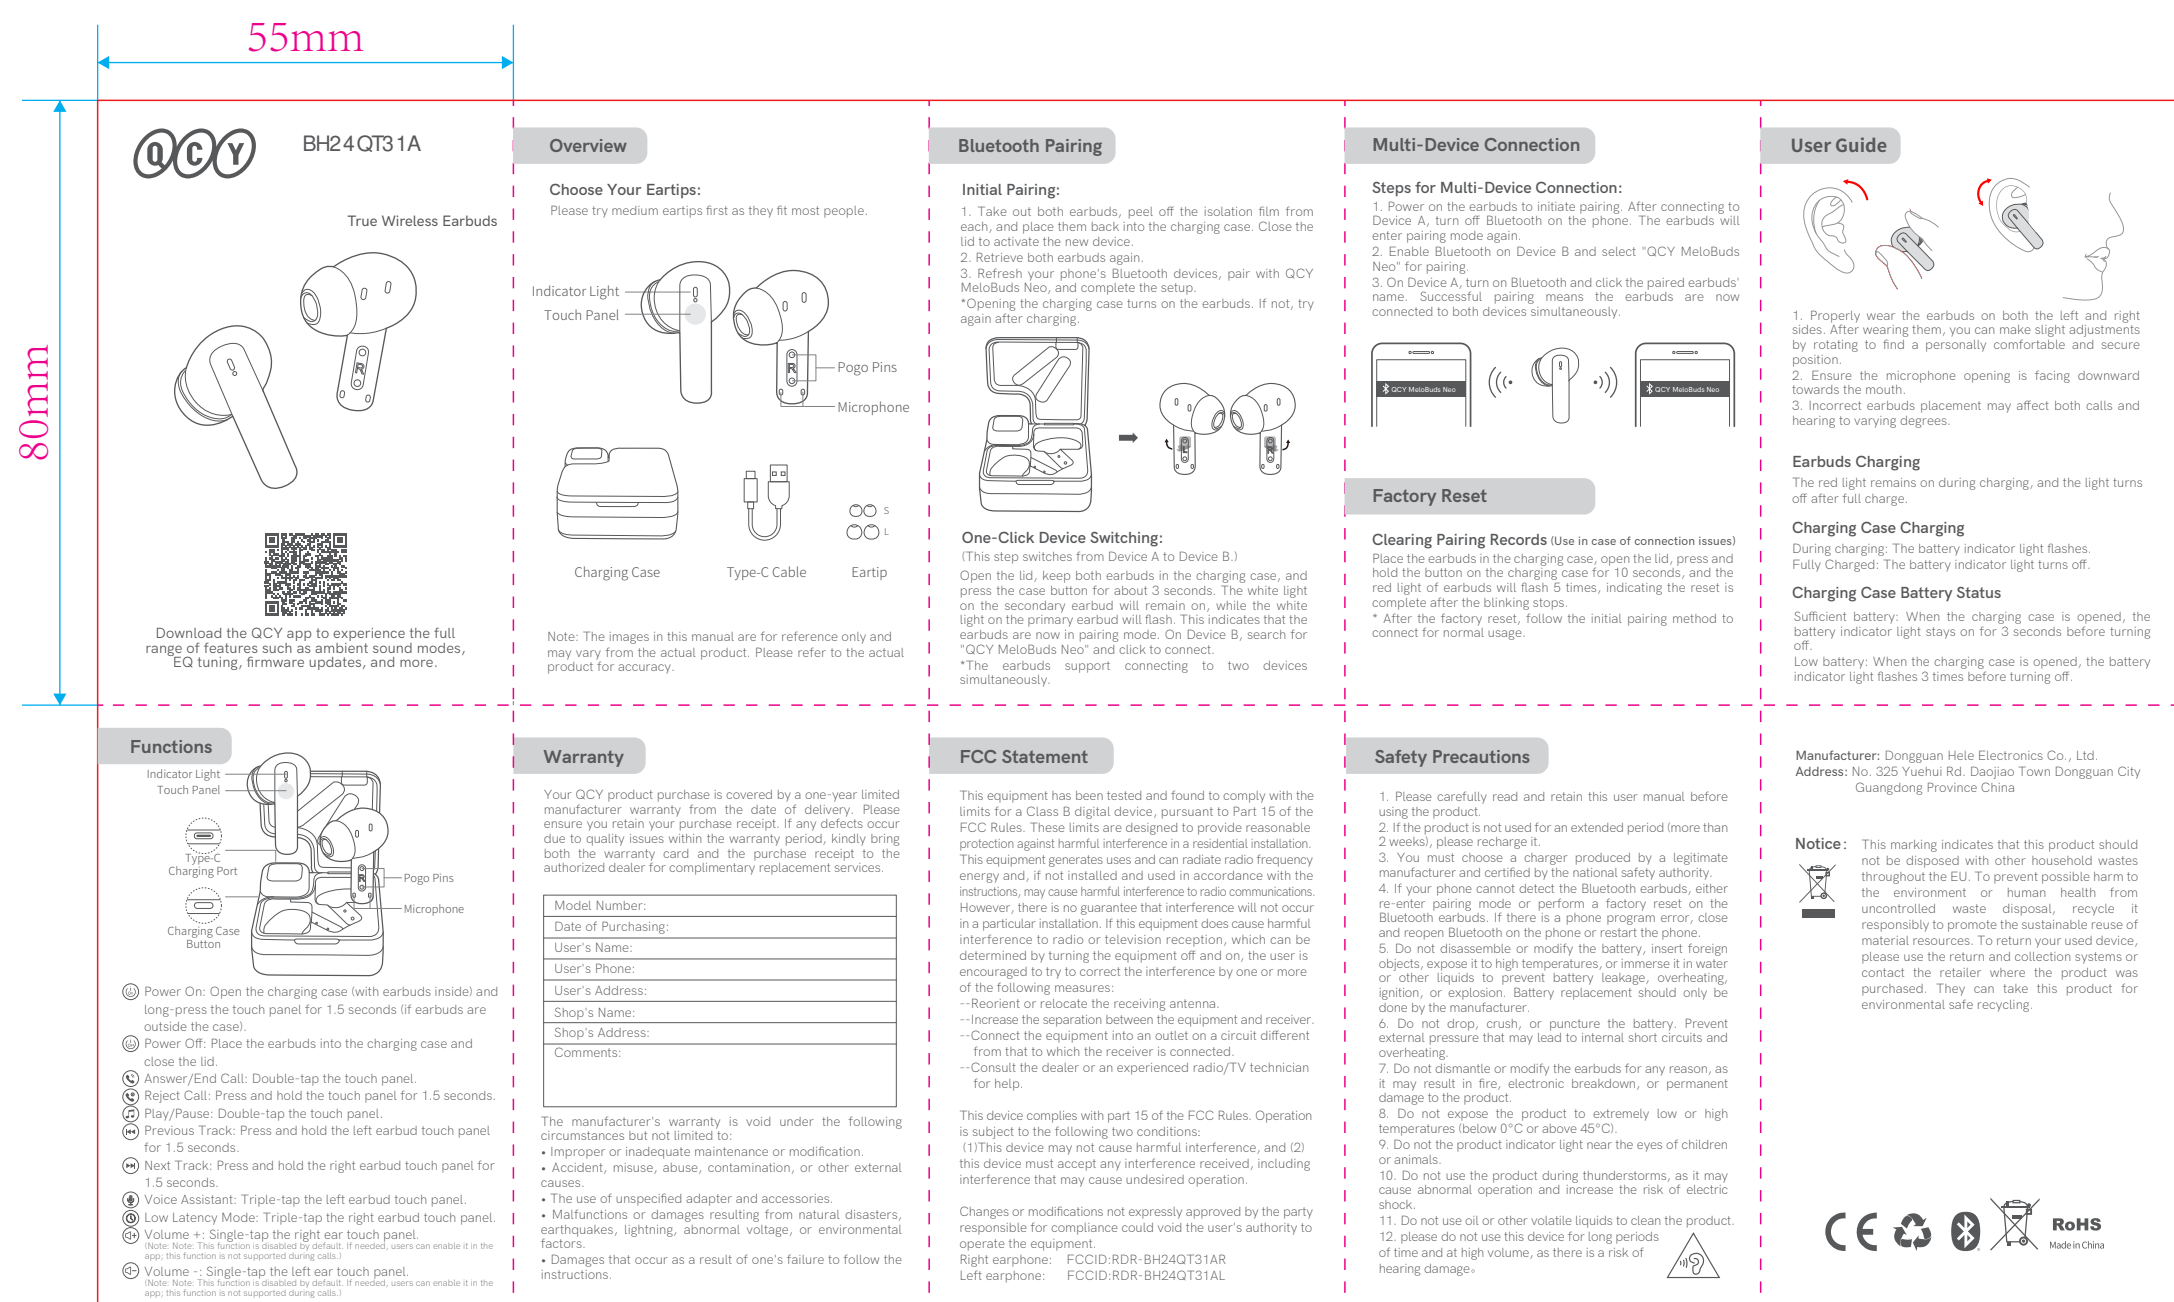 55mm
80mm
QCY
BH24QT31A
True Wireless Earbuds
Download the QCY app to experience the full
range of features such as ambient sound modes,
EQ tuning, firmware updates, and more.
Overview
Choose Your Eartips:
Please try medium eartips first as they fit most people.
Indicator Light
Touch Panel
R
Pogo Pins
Microphone
S
L
Charging Case
Type-C Cable
Eartip
Note: The images in this manual are for reference only and
may vary from the actual product. Please refer to the actual
product for accuracy.
Bluetooth Pairing
Initial Pairing:
1. Take out both earbuds, peel off the isolation film from
each, and place them back into the charging case. Close the
lid to activate the new device.
2. Retrieve both earbuds again.
3. Refresh your phone's Bluetooth devices, pair with QCY
MeloBuds Neo, and complete the setup.
*Opening the charging case turns on the earbuds. If not, try
again after charging.
L
R
One-Click Device Switching:
(This step switches from Device A to Device B.)
Open the lid, keep both earbuds in the charging case, and
press the case button for about 3 seconds. The white light
on the secondary earbud will remain on, while the white
light on the primary earbud will flash. This indicates that the
earbuds are now in pairing mode. On Device B, search for
"QCY MeloBuds Neo" and click to connect.
*The earbuds support connecting to two devices
simultaneously.
Multi-Device Connection
Steps for Multi-Device Connection:
1. Power on the earbuds to initiate pairing. After connecting to
Device A, turn off Bluetooth on the phone. The earbuds will
enter pairing mode again.
2. Enable Bluetooth on Device B and select "QCY MeloBuds
Neo" for pairing.
3. On Device A, turn on Bluetooth and click the paired earbuds'
name. Successful pairing means the earbuds are now
connected to both devices simultaneously.
QCY MeloBuds Neo
QCY MeloBuds Neo
Factory Reset
Clearing Pairing Records (Use in case of connection issues)
Place the earbuds in the charging case, open the lid, press and
hold the button on the charging case for 10 seconds, and the
red light of earbuds will flash 5 times, indicating the reset is
complete after the blinking stops.
* After the factory reset, follow the initial pairing method to
connect for normal usage.
User Guide
1. Properly wear the earbuds on both the left and right
sides. After wearing them, you can make slight adjustments
by rotating to find a personally comfortable and secure
position.
2. Ensure the microphone opening is facing downward
towards the mouth.
3. Incorrect earbuds placement may affect both calls and
hearing to varying degrees.
Earbuds Charging
The red light remains on during charging, and the light turns
off after full charge.
Charging Case Charging
During charging: The battery indicator light flashes.
Fully Charged: The battery indicator light turns off.
Charging Case Battery Status
Sufficient battery: When the charging case is opened, the
battery indicator light stays on for 3 seconds before turning
off.
Low battery: When the charging case is opened, the battery
indicator light flashes 3 times before turning off.
Functions
Indicator Light
Touch Panel
Type-C
Charging Port
Charging Case
Button
R
Pogo Pins
Microphone
Power On: Open the charging case (with earbuds inside) and
long-press the touch panel for 1.5 seconds (if earbuds are
outside the case).
Power Off: Place the earbuds into the charging case and
close the lid.
Answer/End Call: Double-tap the touch panel.
Reject Call: Press and hold the touch panel for 1.5 seconds.
Play/Pause: Double-tap the touch panel.
Previous Track: Press and hold the left earbud touch panel
for 1.5 seconds.
Next Track: Press and hold the right earbud touch panel for
1.5 seconds.
Voice Assistant: Triple-tap the left earbud touch panel.
Low Latency Mode: Triple-tap the right earbud touch panel.
Volume +: Single-tap the right ear touch panel.
(Note: Note: This function is disabled by default. If needed, users can enable it in the
app; this function is not supported during calls.)
Volume -: Single-tap the left ear touch panel.
(Note: Note: This function is disabled by default. If needed, users can enable it in the
app; this function is not supported during calls.)
Warranty
Your QCY product purchase is covered by a one-year limited
manufacturer warranty from the date of delivery. Please
ensure you retain your purchase receipt. If any defects occur
due to quality issues within the warranty period, kindly bring
both the warranty card and the purchase receipt to the
authorized dealer for complimentary replacement services.
Model Number:
Date of Purchasing:
User's Name:
User's Phone:
User's Address:
Shop's Name:
Shop's Address:
Comments:
The manufacturer's warranty is void under the following
circumstances but not limited to:
• Improper or inadequate maintenance or modification.
• Accident, misuse, abuse, contamination, or other external
causes.
• The use of unspecified adapter and accessories.
• Malfunctions or damages resulting from natural disasters,
earthquakes, lightning, abnormal voltage, or environmental
factors.
• Damages that occur as a result of one's failure to follow the
instructions.
FCC Statement
This equipment has been tested and found to comply with the
limits for a Class B digital device, pursuant to Part 15 of the
FCC Rules. These limits are designed to provide reasonable
protection against harmful interference in a residential installation.
This equipment generates uses and can radiate radio frequency
energy and, if not installed and used in accordance with the
instructions, may cause harmful interference to radio communications.
However, there is no guarantee that interference will not occur
in a particular installation. If this equipment does cause harmful
interference to radio or television reception, which can be
determined by turning the equipment off and on, the user is
encouraged to try to correct the interference by one or more
of the following measures:
--Reorient or relocate the receiving antenna.
--Increase the separation between the equipment and receiver.
--Connect the equipment into an outlet on a circuit different
from that to which the receiver is connected.
--Consult the dealer or an experienced radio/TV technician
for help.
This device complies with part 15 of the FCC Rules. Operation
is subject to the following two conditions:
(1)This device may not cause harmful interference, and (2)
this device must accept any interference received, including
interference that may cause undesired operation.
Changes or modifications not expressly approved by the party
responsible for compliance could void the user's authority to
operate the equipment.
Right earphone: FCCID:RDR-BH24QT31AR
Left earphone: FCCID:RDR-BH24QT31AL
Safety Precautions
1. Please carefully read and retain this user manual before
using the product.
2. If the product is not used for an extended period (more than
2 weeks), please recharge it.
3. You must choose a charger produced by a legitimate
manufacturer and certified by the national safety authority.
4. If your phone cannot detect the Bluetooth earbuds, either
re-enter pairing mode or perform a factory reset on the
Bluetooth earbuds. If there is a phone program error, close
and reopen Bluetooth on the phone or restart the phone.
5. Do not disassemble or modify the battery, insert foreign
objects, expose it to high temperatures, or immerse it in water
or other liquids to prevent battery leakage, overheating,
ignition, or explosion. Battery replacement should only be
done by the manufacturer.
6. Do not drop, crush, or puncture the battery. Prevent
external pressure that may lead to internal short circuits and
overheating.
7. Do not dismantle or modify the earbuds for any reason, as
it may result in fire, electronic breakdown, or permanent
damage to the product.
8. Do not expose the product to extremely low or high
temperatures (below 0°C or above 45°C).
9. Do not the product indicator light near the eyes of children
or animals.
10. Do not use the product during thunderstorms, as it may
cause abnormal operation and increase the risk of electric
shock.
11. Do not use oil or other volatile liquids to clean the product.
12. please do not use this device for long periods
of time and at high volume, as there is a risk of
hearing damage。
Manufacturer: Dongguan Hele Electronics Co., Ltd.
Address: No. 325 Yuehui Rd. Daojiao Town Dongguan City
Guangdong Province China
Notice: This marking indicates that this product should
not be disposed with other household wastes
throughout the EU. To prevent possible harm to
the environment or human health from
uncontrolled waste disposal, recycle it
responsibly to promote the sustainable reuse of
material resources. To return your used device,
please use the return and collection systems or
contact the retailer where the product was
purchased. They can take this product for
environmental safe recycling.
CE
RoHS
Made in China